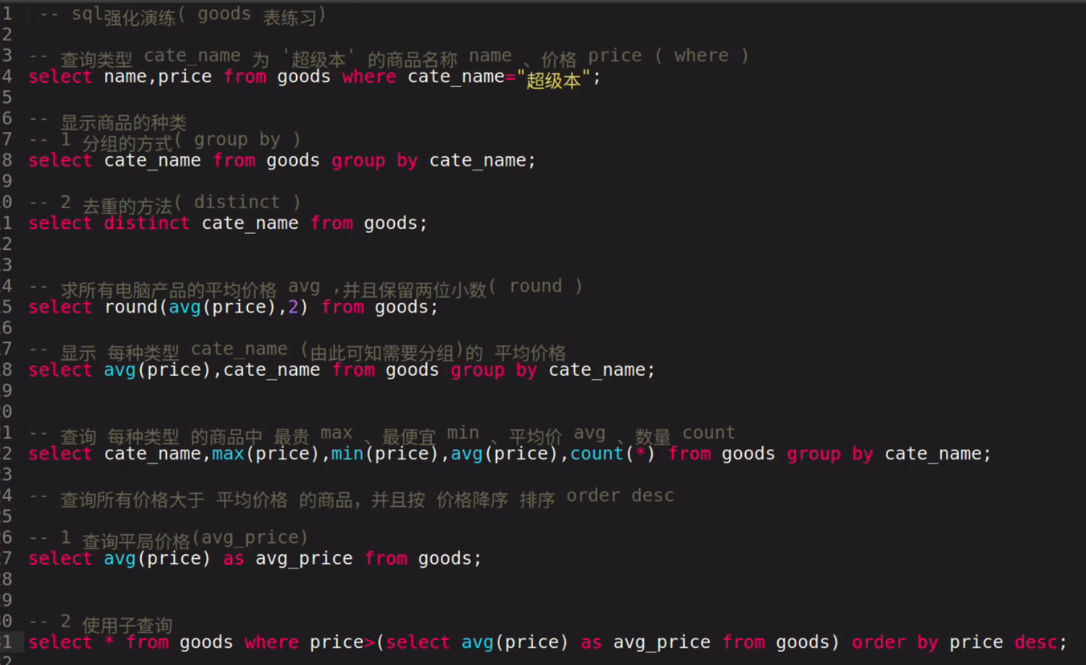 1 -- sql强化演练( goods 表练习)
2
3 -- 查询类型 cate_name 为 '超级本' 的商品名称 name 、价格 price ( where )
4 select name,price from goods where cate_name="超级本";
5
6 -- 显示商品的种类
7 -- 1 分组的方式( group by )
8 select cate_name from goods group by cate_name;
9
0 -- 2 去重的方法( distinct )
1 select distinct cate_name from goods;
2
3
4 -- 求所有电脑产品的平均价格 avg ,并且保留两位小数( round )
5 select round(avg(price),2) from goods;
6
7 -- 显示 每种类型 cate_name (由此可知需要分组)的 平均价格
8 select avg(price),cate_name from goods group by cate_name;
9
0
1 -- 查询 每种类型 的商品中 最贵 max 、最便宜 min 、平均价 avg 、数量 count
2 select cate_name,max(price),min(price),avg(price),count(*) from goods group by cate_name;
3
4 -- 查询所有价格大于 平均价格 的商品，并且按 价格降序 排序 order desc
5
6 -- 1 查询平局价格(avg_price)
7 select avg(price) as avg_price from goods;
8
9
0 -- 2 使用子查询
1 select * from goods where price>(select avg(price) as avg_price from goods) order by price desc;
2